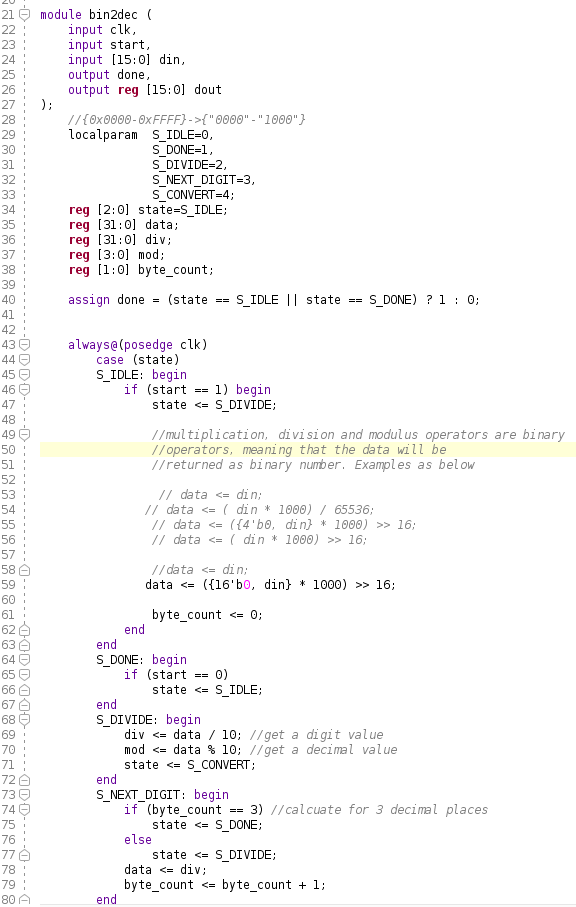 21 module bin2dec (
22     input clk,
23     input start,
24     input [15:0] din,
25     output done,
26     output reg [15:0] dout
27 );
28     //{0x0000-0xFFFF}->{"0000"-"1000"}
29     localparam  S_IDLE=0,
30                 S_DONE=1,
31                 S_DIVIDE=2,
32                 S_NEXT_DIGIT=3,
33                 S_CONVERT=4;
34     reg [2:0] state=S_IDLE;
35     reg [31:0] data;
36     reg [31:0] div;
37     reg [3:0] mod;
38     reg [1:0] byte_count;
39
40     assign done = (state == S_IDLE || state == S_DONE) ? 1 : 0;
41
42
43     always@(posedge clk)
44         case (state)
45         S_IDLE: begin
46             if (start == 1) begin
47                 state <= S_DIVIDE;
48
49                 //multiplication, division and modulus operators are binary
50                 //operators, meaning that the data will be
51                 //returned as binary number. Examples as below
52
53                  // data <= din;
54                // data <= ( din * 1000) / 65536;
55                 // data <= ({4'b0, din} * 1000) >> 16;
56                 // data <= ( din * 1000) >> 16;
57
58                 //data <= din;
59                data <= ({16'b0, din} * 1000) >> 16;
60
61                 byte_count <= 0;
62             end
63         end
64         S_DONE: begin
65             if (start == 0)
66                 state <= S_IDLE;
67         end
68         S_DIVIDE: begin
69             div <= data / 10; //get a digit value
70             mod <= data % 10; //get a decimal value
71             state <= S_CONVERT;
72         end
73         S_NEXT_DIGIT: begin
74             if (byte_count == 3) //calcuate for 3 decimal places
75                 state <= S_DONE;
76             else
77                 state <= S_DIVIDE;
78             data <= div;
79             byte_count <= byte_count + 1;
80         end